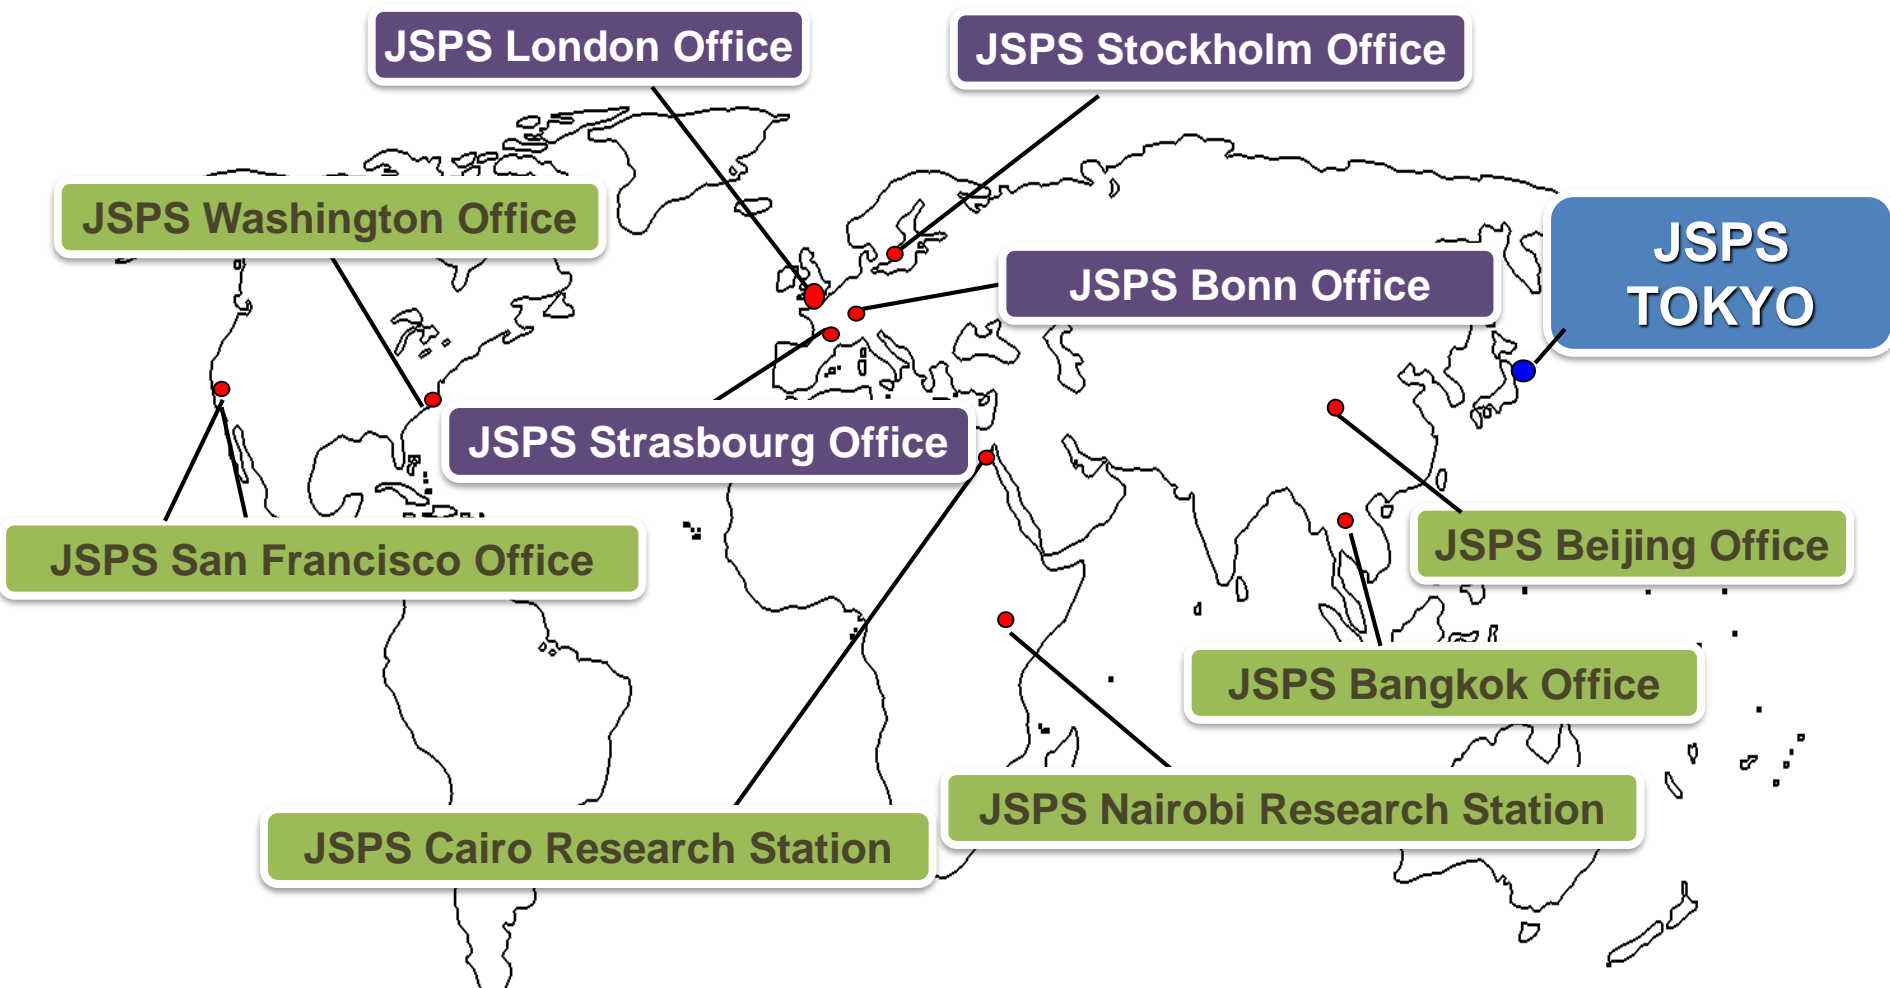 JSPS London Office
JSPS Stockholm Office
JSPS Washington Office
JSPS
TOKYO
JSPS Bonn Office
JSPS Strasbourg Office
JSPS San Francisco Office
JSPS Beijing Office
JSPS Bangkok Office
JSPS Nairobi Research Station
JSPS Cairo Research Station